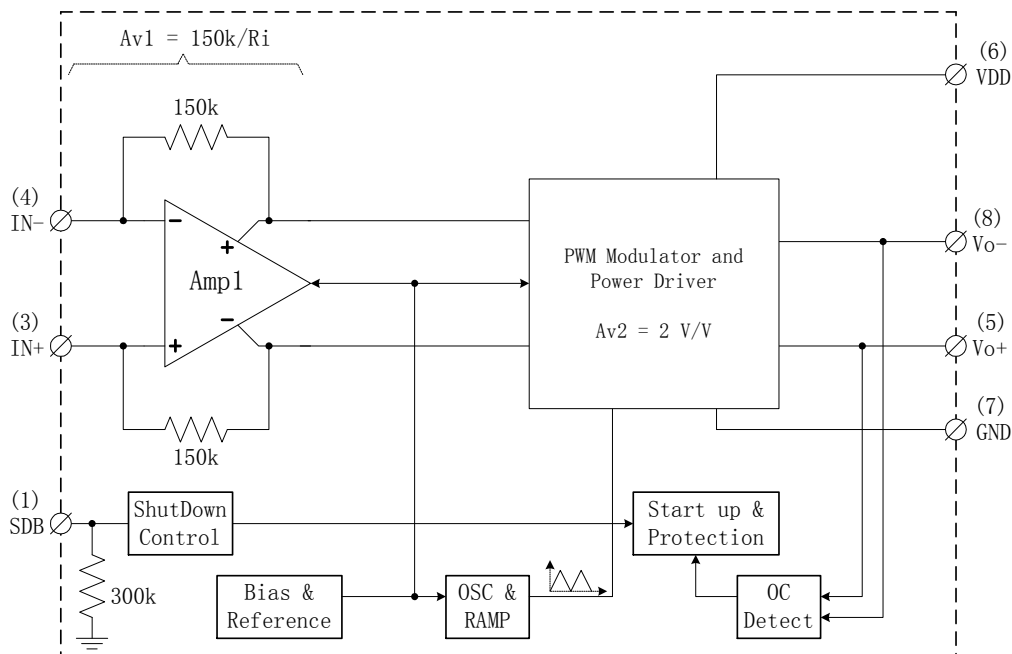 Av1 = 150k/Ri
(6)
VDD
150k
(4)
IN-
-
+
Amp1
-
+
(3)
IN+
150k
PWM Modulator and
Power Driver
Av2 = 2 V/V
(8)
Vo-
(5)
Vo+
(7)
GND
(1)
SDB
ShutDown
Control
Start up &
Protection
300k
Bias &
Reference
OSC &
RAMP
OC
Detect